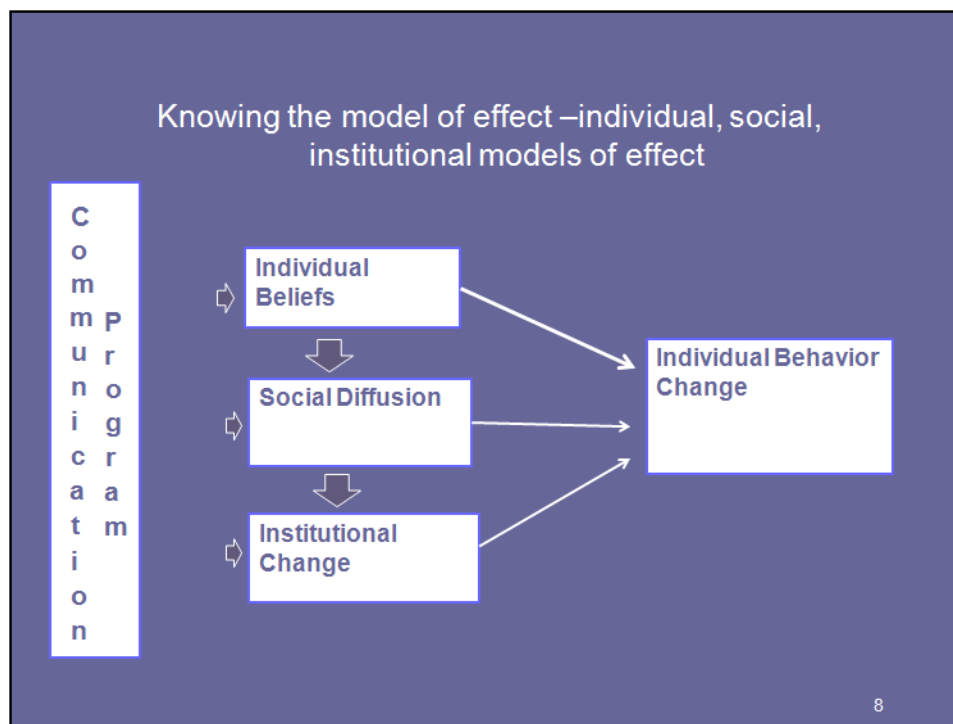 Knowing the model of effect –individual, social,
institutional models of effect
Communication
Program
Individual
Beliefs
Social Diffusion
Institutional
Change
Individual Behavior
Change
8